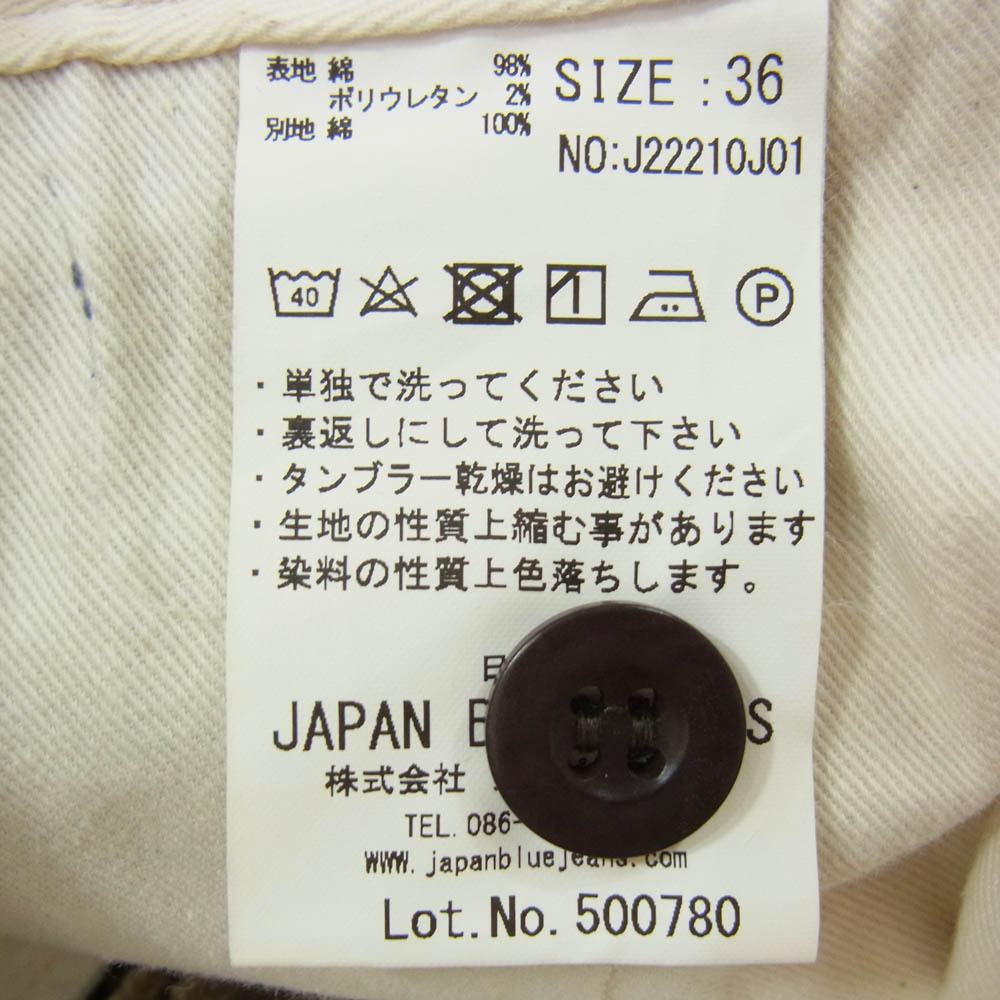 表地 綿 98%
ポリウレタン 2%
別地 綿 100%
SIZE : 36
NO:J22210J01
40
P
・単独で洗ってください
・裏返しにして洗って下さい
・タンブラー乾燥はお避けください
・生地の性質上縮む事があります
・染料の性質上色落ちします。
JAPAN
株式会社
TEL. 086-
www.japanbluejeans.com
Lot.No. 500780